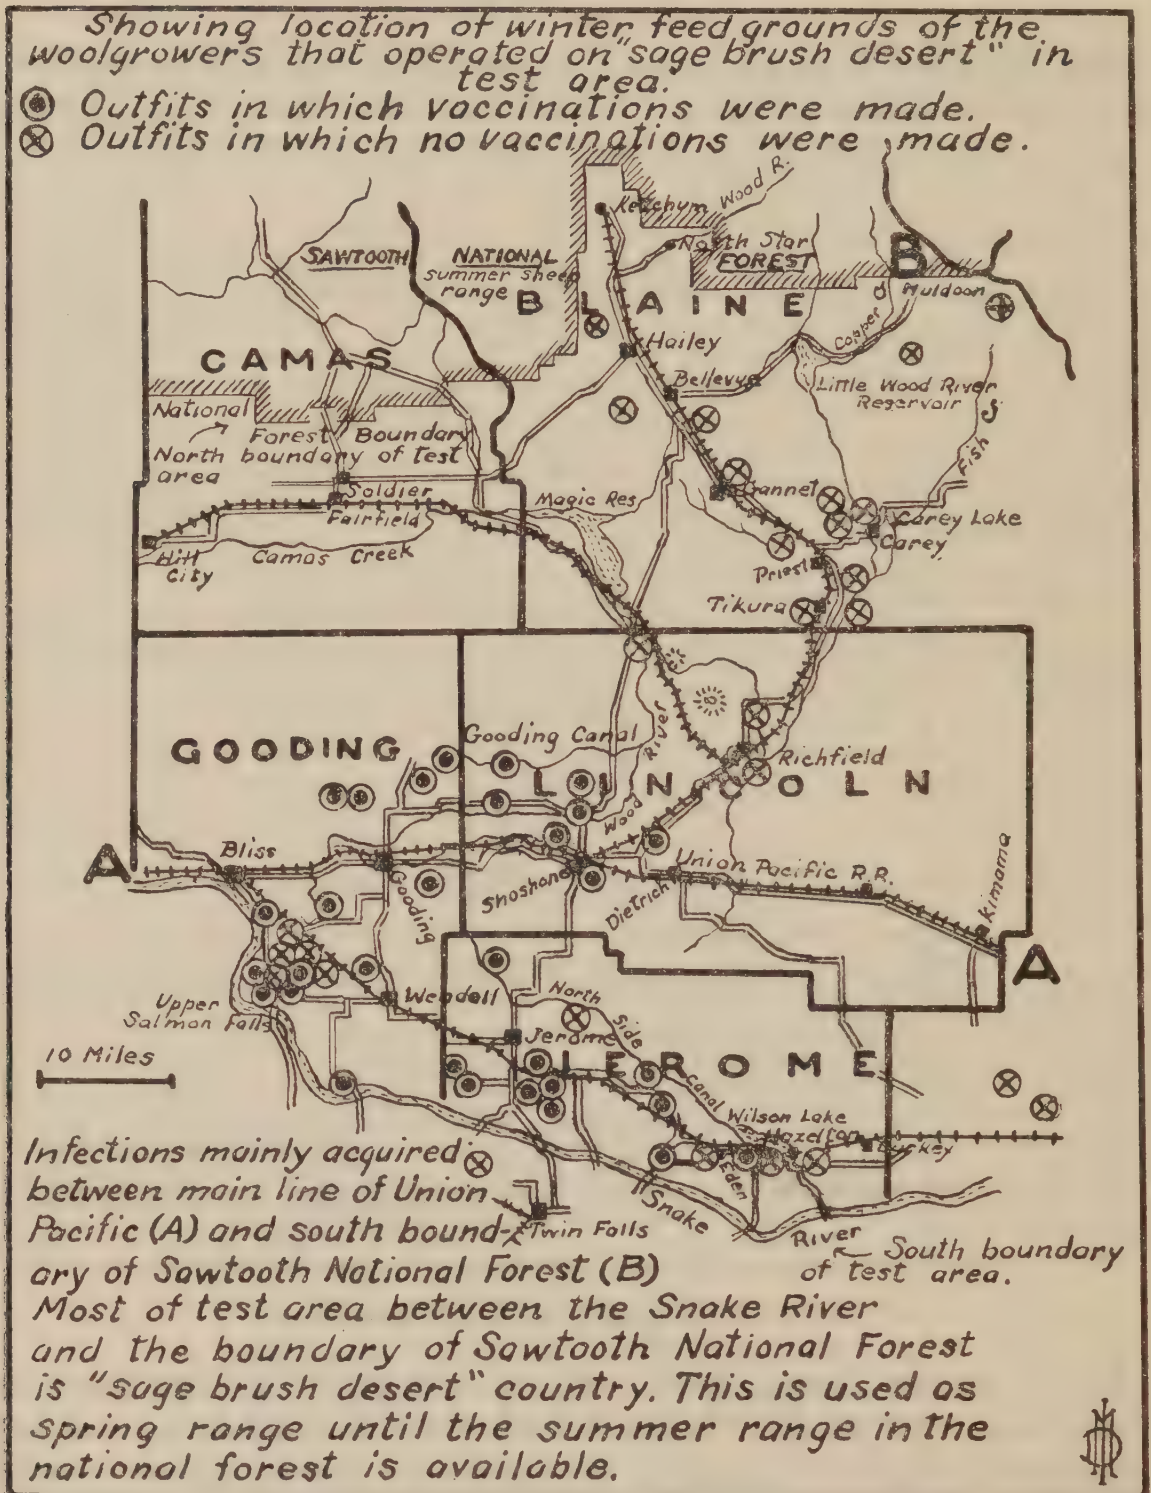 Showing location of winter feed grounds of the
woolgrowers that operated on "sage brush desert" in
test area.
Outfits in which vaccinations were made.
Outfits in which no vaccinations were made.
Ketchum
Wood R.
North Star
SAWTOOTH
NATIONAL
FOREST
summer sheep
range
B
Muldoon
BLAINE
Copper
Hailey
CAMAS
Bellevue
Little Wood River
Reservoir
National
Forest Boundary
North boundary of test
area
Fish
Soldier
Magic Res
Gannet
Fairfield
Carey Lake
Carey
Hill
City
Camas Creek
Priest
Tikura
GOODING
Gooding Canal
River
Wood
Richfield
LINCOLN
A
Bliss
Shoshone
Dietrich
Union Pacific R.R.
Kimama
Gooding
A
Upper
Salmon Falls
Wendell
North
Side
Canal
Jerome
10 Miles
JEROME
Wilson Lake
Hazelton
Eden
Infections mainly acquired
between main line of Union
Pacific (A) and south bound-
ary of Sawtooth National Forest (B)
Twin Falls
Snake
River
South boundary
of test area.
Most of test area between the Snake River
and the boundary of Sawtooth National Forest
is "sage brush desert" country. This is used as
spring range until the summer range in the
national forest is available.